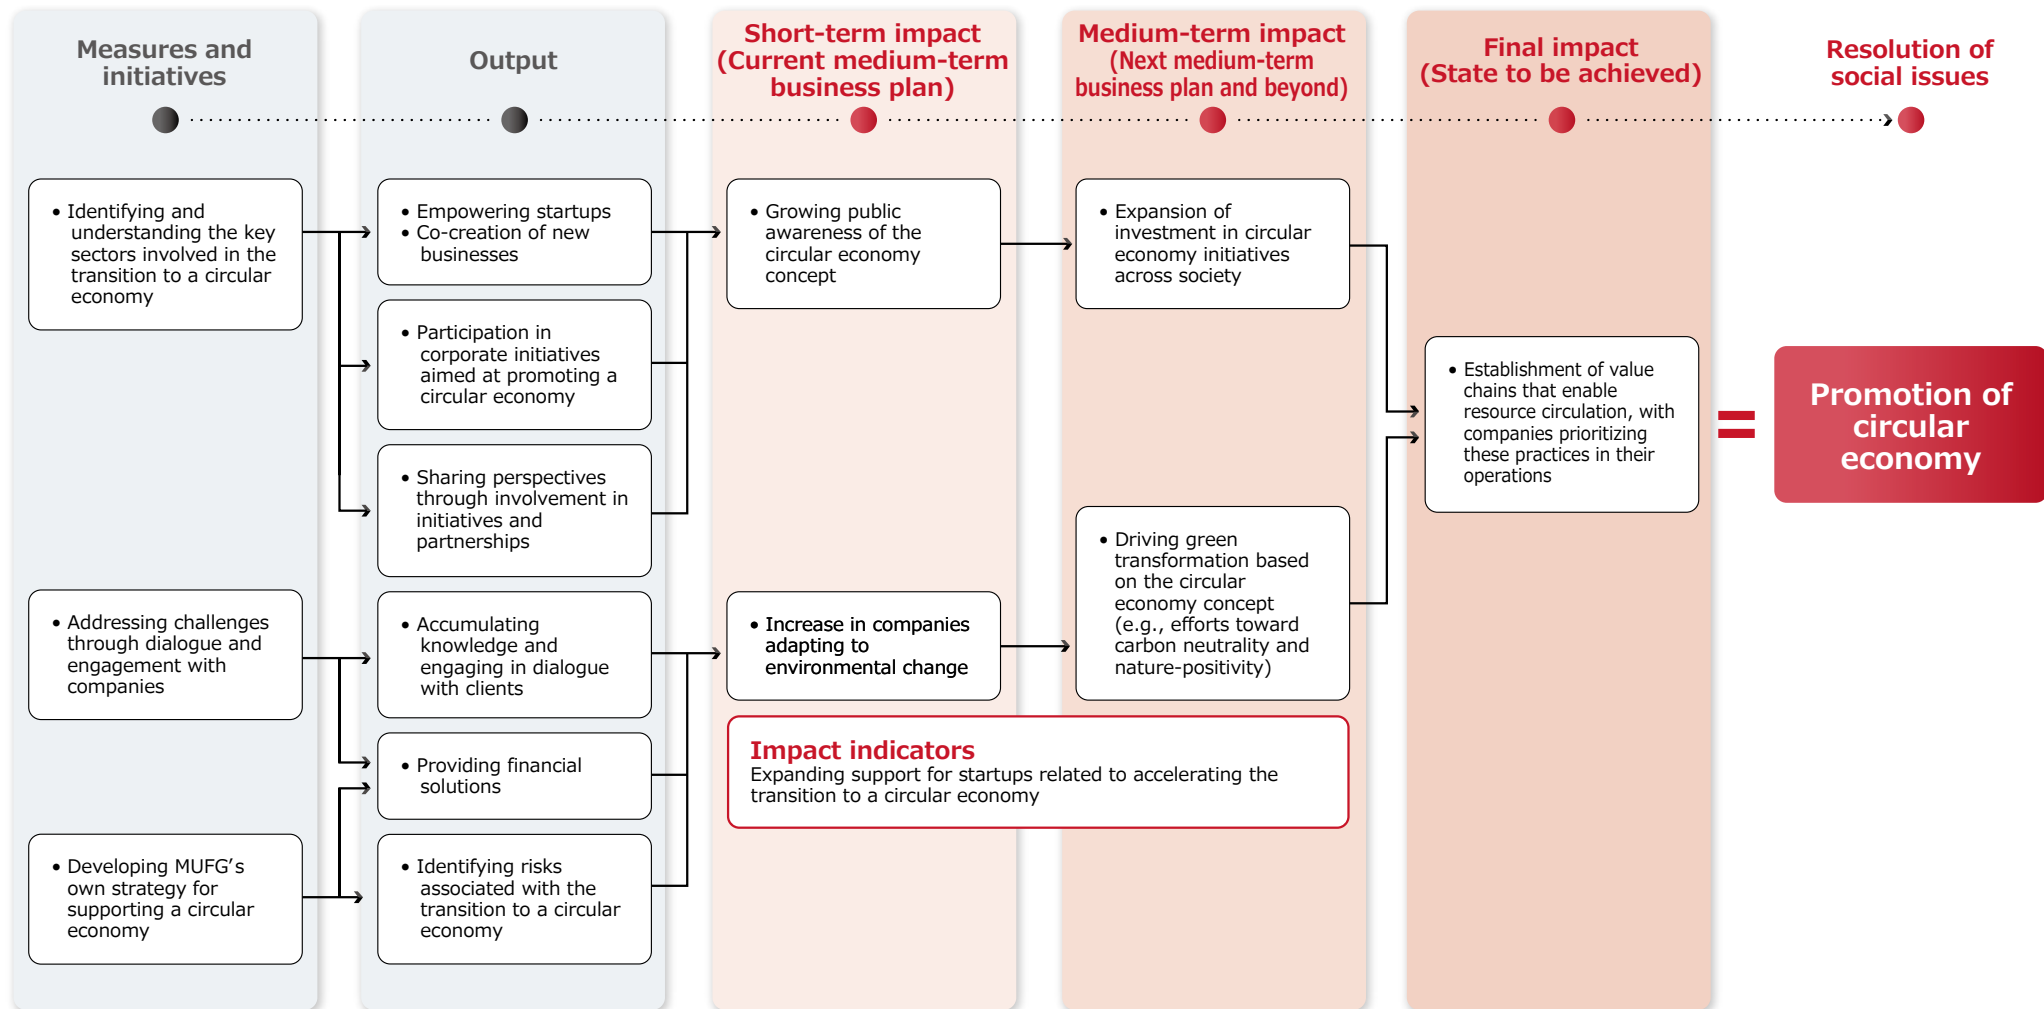 Measures and
initiatives
Output
Short-term impact
(Current medium-term
business plan)
Medium-term impact
(Next medium-term
business plan and beyond)
Final impact
(State to be achieved)
Resolution of
social issues
• Identifying and
understanding the key
sectors involved in the
transition to a circular
economy
• Addressing challenges
through dialogue and
engagement with
companies
• Developing MUFG's
own strategy for
supporting a circular
economy
• Empowering startups
• Co-creation of new
businesses
• Participation in
corporate initiatives
aimed at promoting a
circular economy
• Sharing perspectives
through involvement in
initiatives and
partnerships
• Accumulating
knowledge and
engaging in dialogue
with clients
• Providing financial
solutions
• Identifying risks
associated with the
transition to a circular
economy
• Growing public
awareness of the
circular economy
concept
• Increase in companies
adapting to
environmental change
• Expansion of
investment in circular
economy initiatives
across society
• Driving green
transformation based
on the circular
economy concept
(e.g., efforts toward
carbon neutrality and
nature-positivity)
Impact indicators
Expanding support for startups related to accelerating the
transition to a circular economy
• Establishment of value
chains that enable
resource circulation, with
companies prioritizing
these practices in their
operations
=
Promotion of
circular
economy